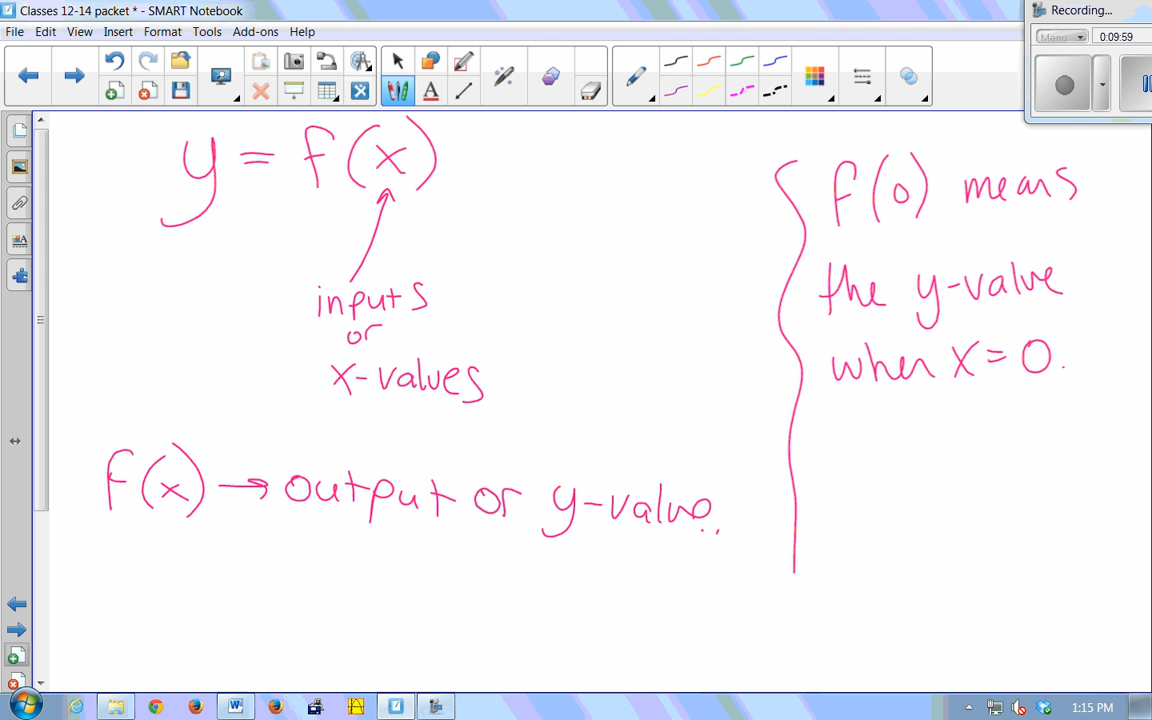 Classes 12-14 packet * - SMART Notebook
Recording...
File Edit View Insert Format Tools Add-ons Help
Menu
0:09:59
y = f(x)
inputs
or
x-values
f(x) → output or y-value.
f(0) means
the y-value
when x = 0.
1:15 PM